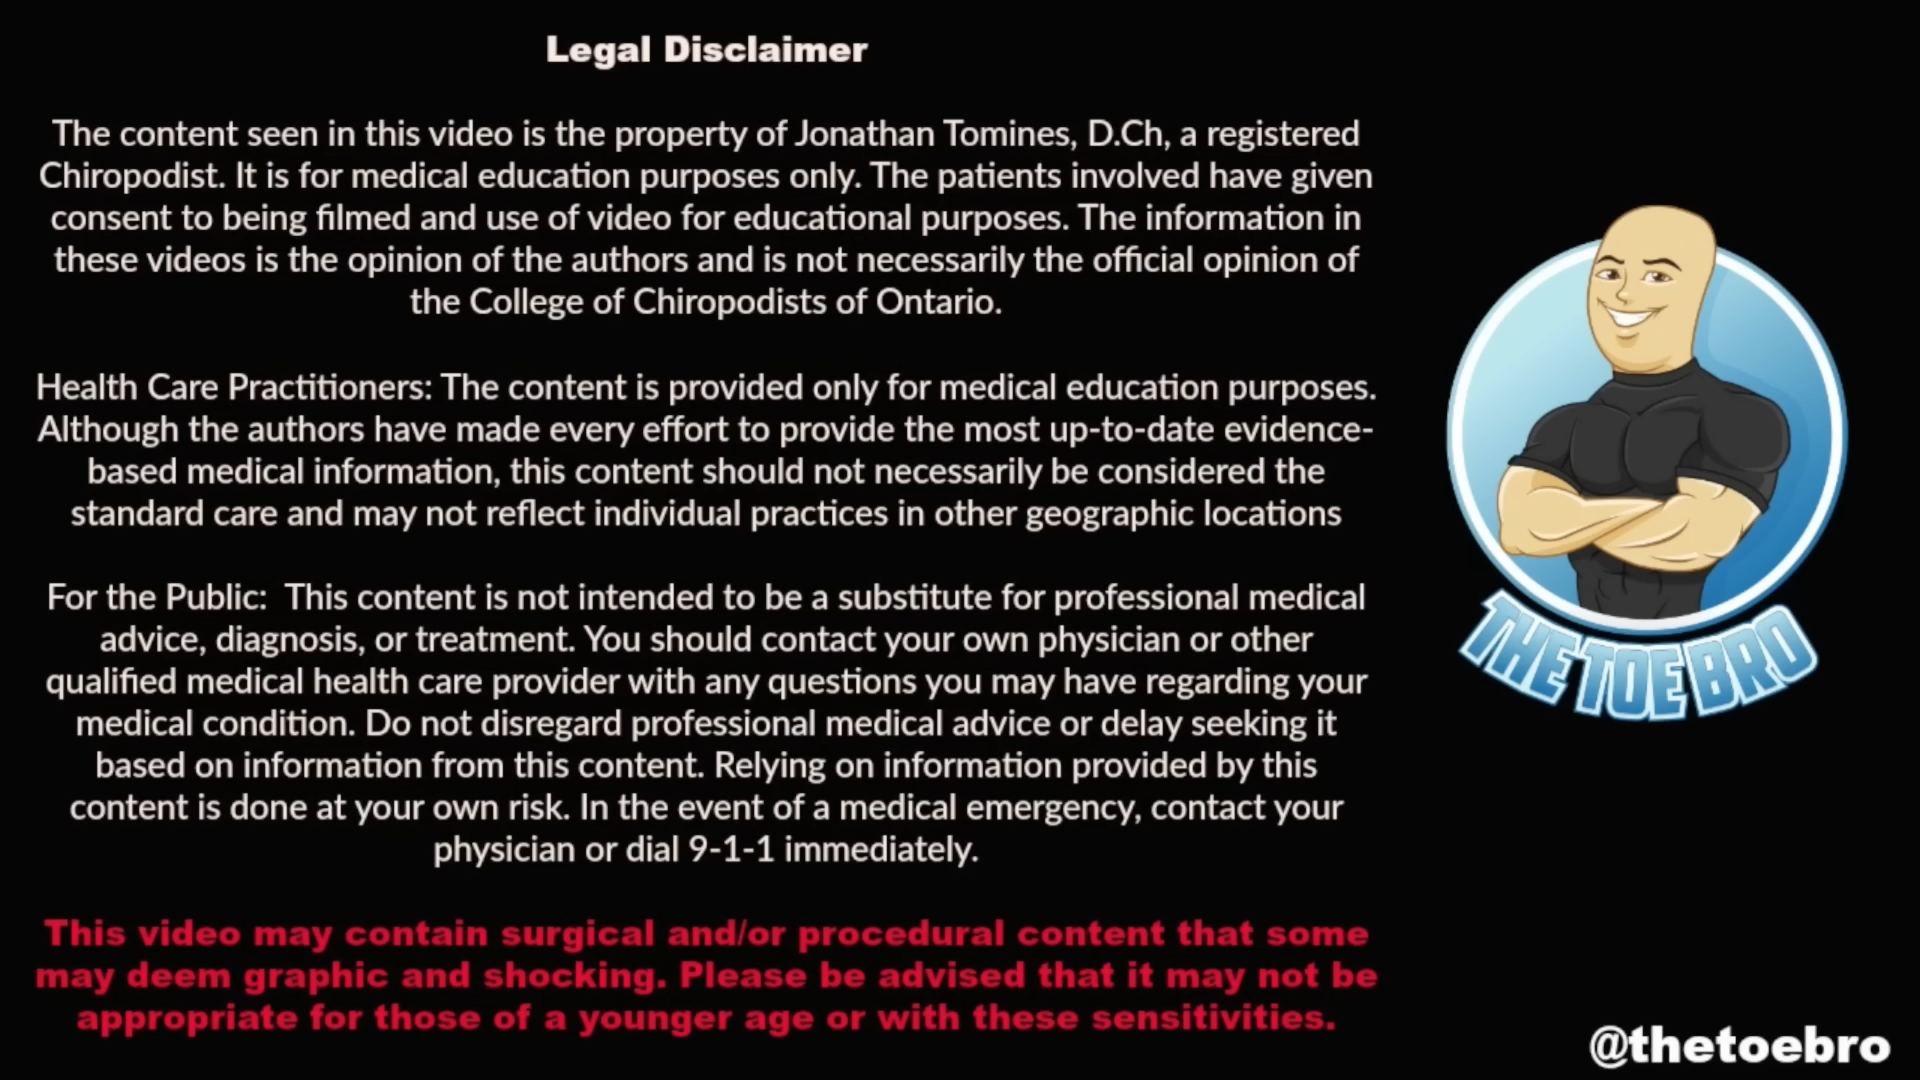 Legal Disclaimer
The content seen in this video is the property of Jonathan Tomines, D.Ch, a registered
Chiropodist. It is for medical education purposes only. The patients involved have given
consent to being filmed and use of video for educational purposes. The information in
these videos is the opinion of the authors and is not necessarily the official opinion of
the College of Chiropodists of Ontario.
Health Care Practitioners: The content is provided only for medical education purposes.
Although the authors have made every effort to provide the most up-to-date evidence-
based medical information, this content should not necessarily be considered the
standard care and may not reflect individual practices in other geographic locations
For the Public:  This content is not intended to be a substitute for professional medical
advice, diagnosis, or treatment. You should contact your own physician or other
qualified medical health care provider with any questions you may have regarding your
medical condition. Do not disregard professional medical advice or delay seeking it
based on information from this content. Relying on information provided by this
content is done at your own risk. In the event of a medical emergency, contact your
physician or dial 9-1-1 immediately.
This video may contain surgical and/or procedural content that some
may deem graphic and shocking. Please be advised that it may not be
appropriate for those of a younger age or with these sensitivities.
THE TOE BRO
@thetoebro